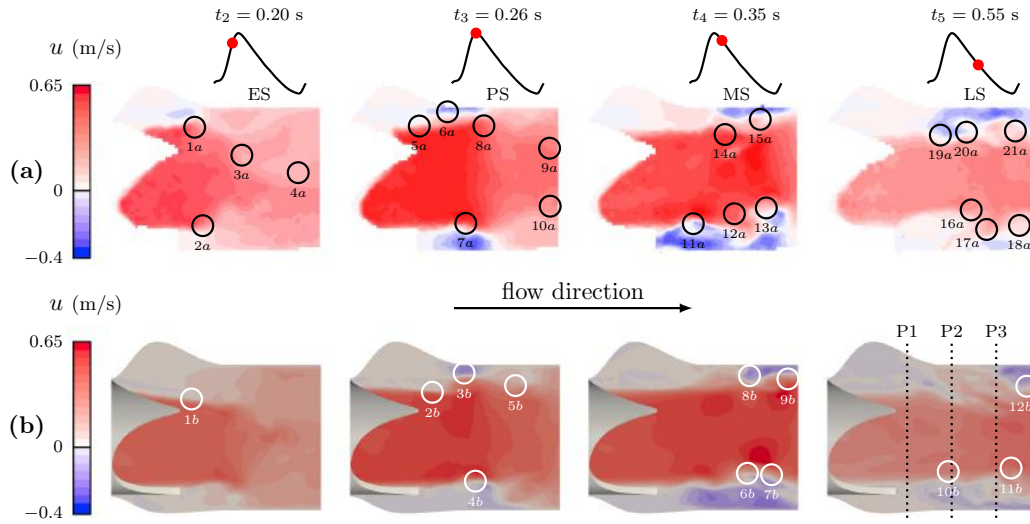 t2 = 0.20 s
t3 = 0.26 s
t4 = 0.35 s
t5 = 0.55 s
u (m/s)
ES
PS
MS
LS
0.65
0
−0.4
(a)
1a
2a
3a
4a
5a
6a
7a
8a
9a
10a
11a
12a
13a
14a
15a
16a
17a
18a
19a
20a
21a
flow direction
u (m/s)
0.65
0
−0.4
(b)
P1
P2
P3
1b
2b
3b
4b
5b
6b
7b
8b
9b
10b
11b
12b